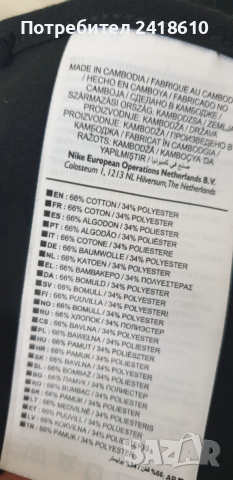 Потребител 2418610
MADE IN CAMBODIA / FABRIQUE AU CAMBODGE
/ HECHO EN CAMBOYA / FABRICADO NO
CAMBOJA / СДЕЛАНО В КАМБОДЖЕ /
SZÁRMAZÁSI ORSZÁG: KAMBODZSA /
ПРОИЗВОДНЈЕ: KAMBODŽA / DRŽAVA
PROIZVODNJE: KAMBODŽA / ПРОИЗВЕДЕНО В
КАМБОДЖА / FABRICAT ÎN CAMBODGIA /
RAŽOTS: KAMBODŽĀ / KAMBOÇYA DA
YAPILMIŞTIR /
Nike European Operations Netherlands B.V.
Colosseum 1, 1213 NL Hilversum, The Netherlands
EN: 66% COTTON / 34% POLYESTER
FR: 66% COTON / 34% POLYESTER
ES: 66% ALGODÓN / 34% POLIÉSTER
PT: 66% ALGODÃO / 34% POLIÉSTER
IT: 66% COTONE / 34% POLIESTERE
DE: 66% BAUMWOLLE / 34% POLYESTER
NL: 66% KATOEN / 34% POLYESTER
EL: 66% ΒΑΜΒΑΚΕΡΟ / 34% ΠΟΛΥΕΣΤΕΡΑΣ
DA: 66% BOMULD / 34% POLYESTER
SV: 66% BOMULL / 34% POLYESTER
FI: 66% PUUVILLA / 34% POLYESTERI
NO: 66% BOMULL / 34% POLYESTER
RU: 66% ХЛОПОК / 34% ПОЛИЭСТЕР
CS: 66% BAVLNA / 34% POLYESTER
PL: 66% BAWEŁNA / 34% POLIESTER
HU: 66% PAMUT / 34% POLIÉSZTER
HR: 66% PAMUK / 34% POLIESTER
SK: 66% BAVLNA / 34% POLYESTER
SL: 66% BOMBAŽ / 34% POLIESTER
BG: 66% ПАМУК / 34% ПОЛИЕСТЕР
RO: 66% BUMBAC / 34% POLIESTER
LT: 66% MEDVILNĖ / 34% POLIESTERIS
ET: 66% PUUVILL / 34% POLÜESTER
LV: 66% KOKVILNA / 34% POLIESTERS
TR: 66% PAMUK / 34% POLYESTER
bazar